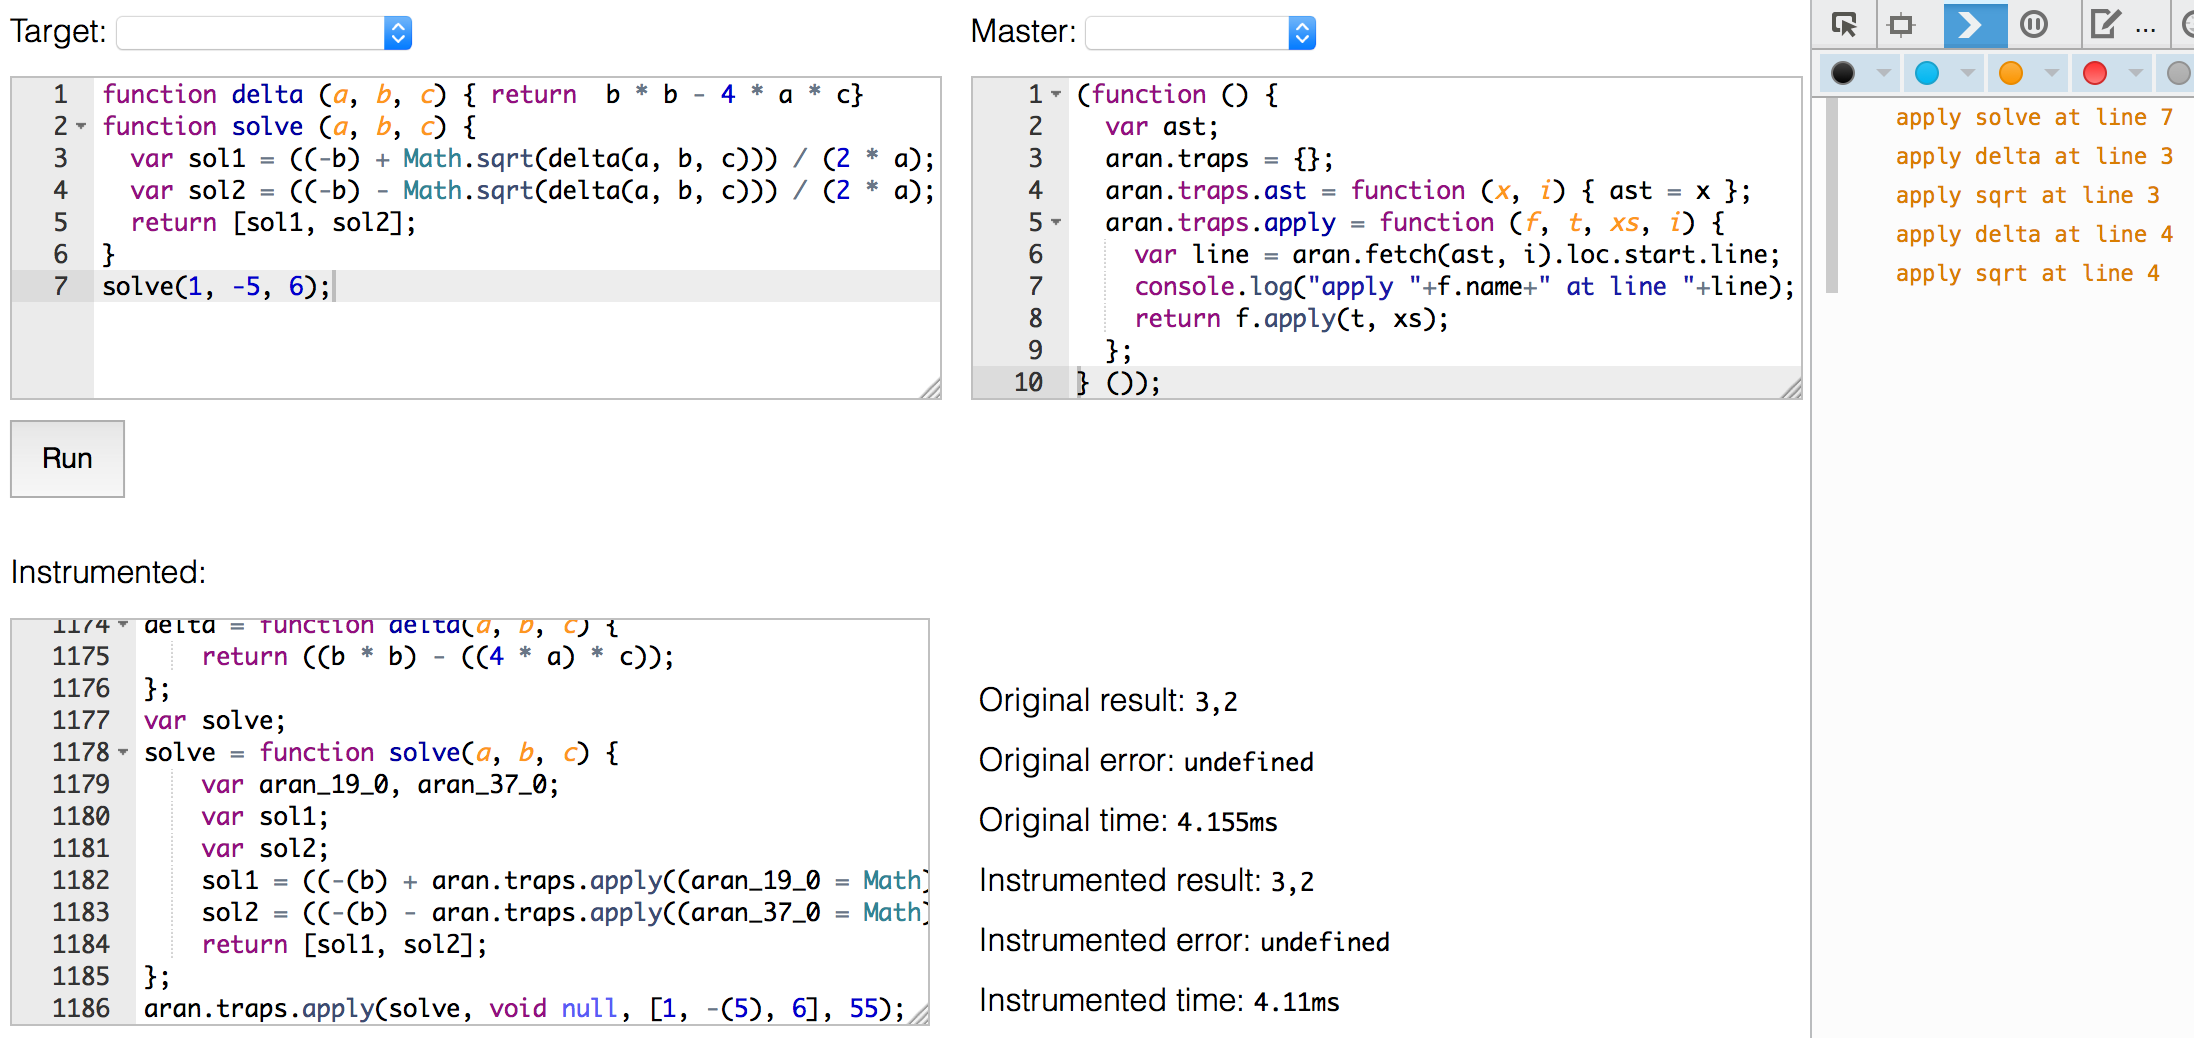 Target:
1 function delta (a, b, c) { return  b * b - 4 * a * c}
2 function solve (a, b, c) {
3   var sol1 = ((-b) + Math.sqrt(delta(a, b, c))) / (2 * a);
4   var sol2 = ((-b) - Math.sqrt(delta(a, b, c))) / (2 * a);
5   return [sol1, sol2];
6 }
7 solve(1, -5, 6);
Master:
1 (function () {
2   var ast;
3   aran.traps = {};
4   aran.traps.ast = function (x, i) { ast = x };
5   aran.traps.apply = function (f, t, xs, i) {
6     var line = aran.fetch(ast, i).loc.start.line;
7     console.log("apply "+f.name+" at line "+line);
8     return f.apply(t, xs);
9   };
10 } ());
...
apply solve at line 7
apply delta at line 3
apply sqrt at line 3
apply delta at line 4
apply sqrt at line 4
Run
Instrumented:
1174 delta = function delta(a, b, c) {
1175     return ((b * b) - ((4 * a) * c));
1176 };
1177 var solve;
1178 solve = function solve(a, b, c) {
1179     var aran_19_0, aran_37_0;
1180     var sol1;
1181     var sol2;
1182     sol1 = ((-(b) + aran.traps.apply((aran_19_0 = Math)
1183     sol2 = ((-(b) - aran.traps.apply((aran_37_0 = Math)
1184     return [sol1, sol2];
1185 };
1186 aran.traps.apply(solve, void null, [1, -(5), 6], 55);
Original result: 3,2
Original error: undefined
Original time: 4.155ms
Instrumented result: 3,2
Instrumented error: undefined
Instrumented time: 4.11ms